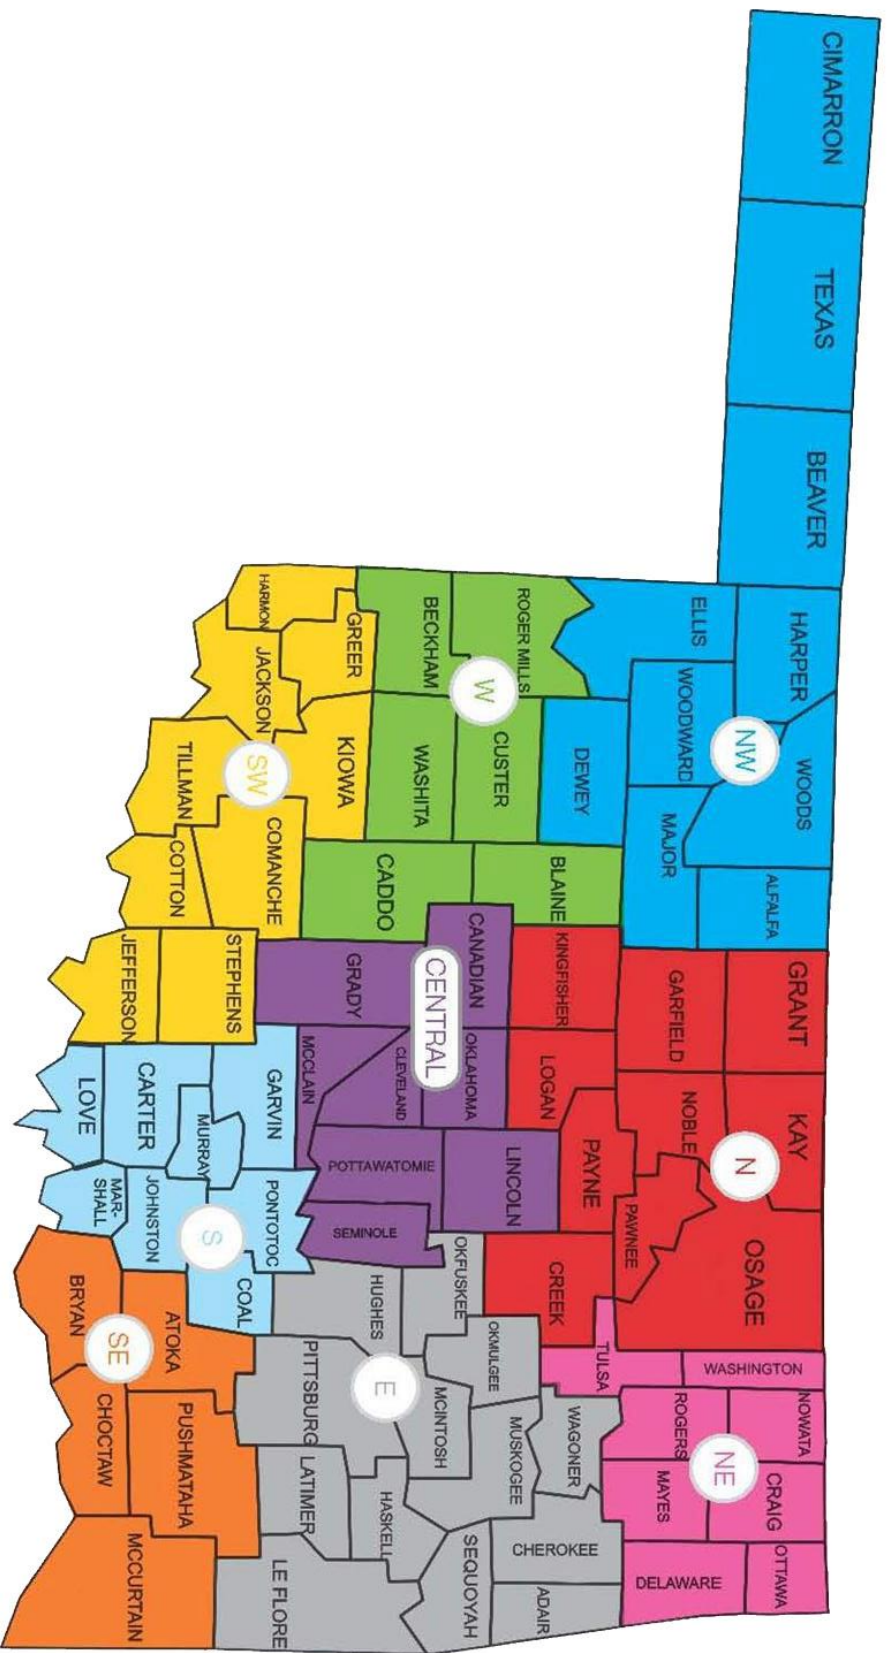 CIMARRON
TEXAS
BEAVER
HARPER
WOODS
ALFALFA
ELLIS
WOODWARD
NW
MAJOR
DEWEY
GRANT
KAY
GARFIELD
NOBLE
N
OSAGE
PAWNEE
KINGFISHER
LOGAN
PAYNE
CREEK
WASHINGTON
NOWATA
CRAIG
OTTAWA
TULSA
ROGERS
NE
MAYES
DELAWARE
ROGER MILLS
CUSTER
BLAINE
W
BECKHAM
WASHITA
CADDO
CANADIAN
OKLAHOMA
LINCOLN
CENTRAL
GRADY
CLEVELAND
MCCLAIN
POTTAWATOMIE
SEMINOLE
OKFUSKEE
OKMULGEE
WAGONER
CHEROKEE
ADAIR
MUSKOGEE
MCINTOSH
SEQUOYAH
HUGHES
E
HASKELL
PITTSBURG
LATIMER
LE FLORE
HARMON
GREER
JACKSON
KIOWA
SW
TILLMAN
COMANCHE
COTTON
STEPHENS
JEFFERSON
GARVIN
MURRAY
PONTOTOC
S
COAL
CARTER
JOHNSTON
LOVE
MAR-
SHALL
ATOKA
SE
BRYAN
PUSHMATAHA
CHOCTAW
MCCURTAIN